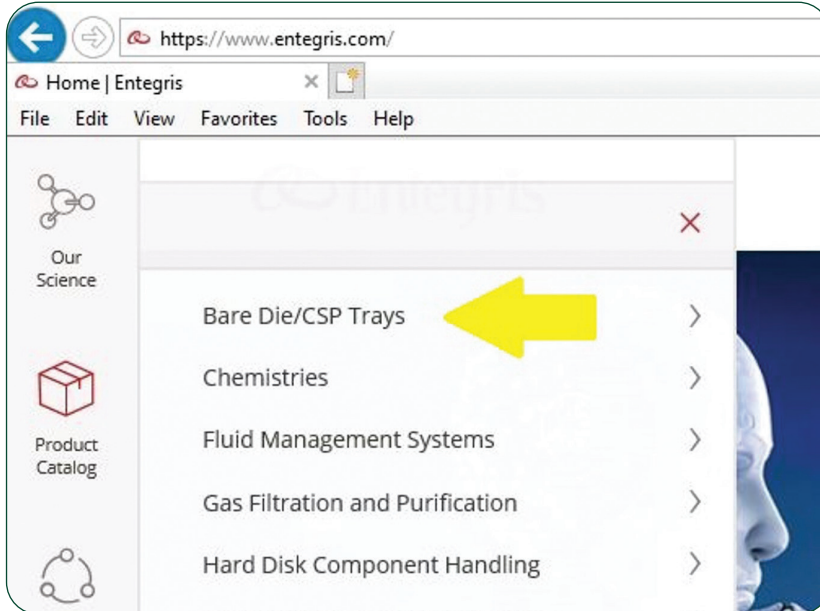 https://www.entegris.com/
Home | Entegris
File Edit View Favorites Tools Help
Entegris
Our
Science
Bare Die/CSP Trays
Chemistries
Product
Catalog
Fluid Management Systems
Gas Filtration and Purification
Hard Disk Component Handling